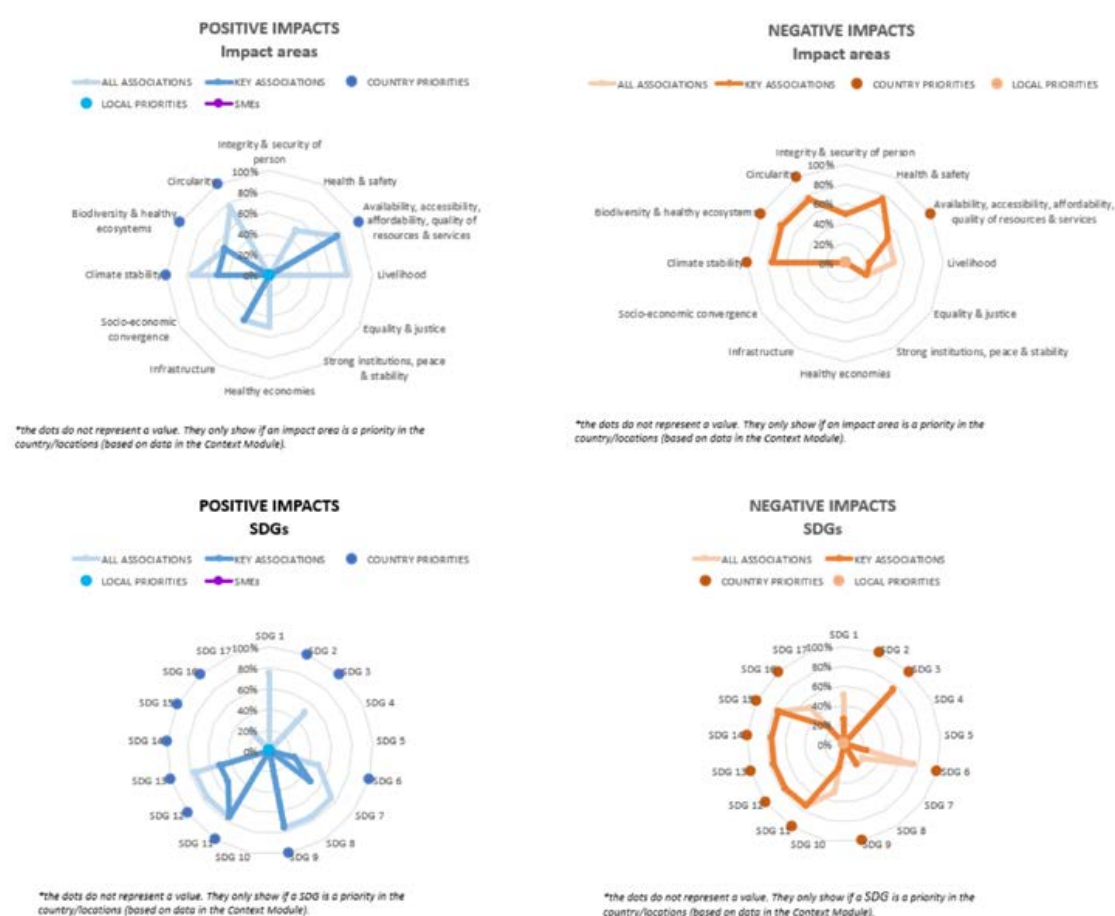 POSITIVE IMPACTS
Impact areas
ALL ASSOCIATIONS KEY ASSOCIATIONS COUNTRY PRIORITIES
LOCAL PRIORITIES SMEs
Integrity & security of
person
100%
80%
60%
40%
20%
0%
Health & safety
Availability, accessibility,
affordability, quality of
resources & services
Livelihood
Equality & justice
Strong institutions, peace
& stability
Healthy economies
Infrastructure
Socio-economic
convergence
Climate stability
Biodiversity & healthy
ecosystems
Circularity
*the dots do not represent a value. They only show if an impact area is a priority in the
country/locations (based on data in the Context Module).
NEGATIVE IMPACTS
Impact areas
ALL ASSOCIATIONS KEY ASSOCIATIONS COUNTRY PRIORITIES LOCAL PRIORITIES
Integrity & security of person
100%
80%
60%
40%
20%
0%
Health & safety
Availability, accessibility, affordability,
quality of resources & services
Livelihood
Equality & justice
Strong institutions, peace & stability
Healthy economies
Infrastructure
Socio-economic convergence
Climate stability
Biodiversity & healthy ecosystems
Circularity
*the dots do not represent a value. They only show if an impact area is a priority in the
country/locations (based on data in the Context Module).
POSITIVE IMPACTS
SDGs
ALL ASSOCIATIONS KEY ASSOCIATIONS COUNTRY PRIORITIES
LOCAL PRIORITIES SMEs
SDG 1
100%
80%
60%
40%
20%
0%
SDG 2
SDG 3
SDG 4
SDG 5
SDG 6
SDG 7
SDG 8
SDG 9
SDG 10
SDG 11
SDG 12
SDG 13
SDG 14
SDG 15
SDG 16
SDG 17
*the dots do not represent a value. They only show if a SDG is a priority in the
country/locations (based on data in the Context Module).
NEGATIVE IMPACTS
SDGs
ALL ASSOCIATIONS KEY ASSOCIATIONS
COUNTRY PRIORITIES LOCAL PRIORITIES
SDG 1
100%
80%
60%
40%
20%
0%
SDG 2
SDG 3
SDG 4
SDG 5
SDG 6
SDG 7
SDG 8
SDG 9
SDG 10
SDG 11
SDG 12
SDG 13
SDG 14
SDG 15
SDG 16
SDG 17
*the dots do not represent a value. They only show if a SDG is a priority in the
country/locations (based on data in the Context Module).